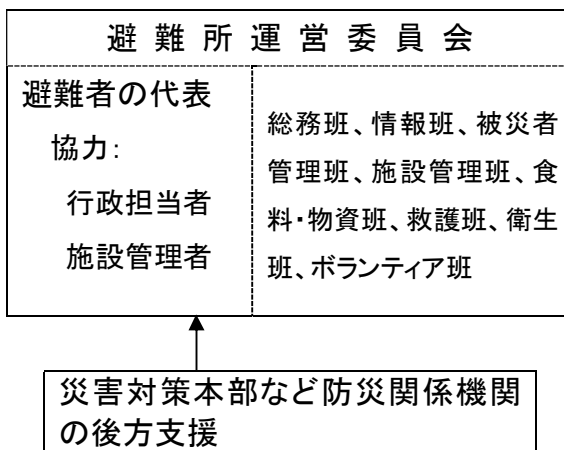 避難所運営委員会
避難者の代表
協力：
行政担当者
施設管理者
総務班、情報班、被災者
管理班、施設管理班、食
料・物資班、救護班、衛生
班、ボランティア班
災害対策本部など防災関係機関
の後方支援